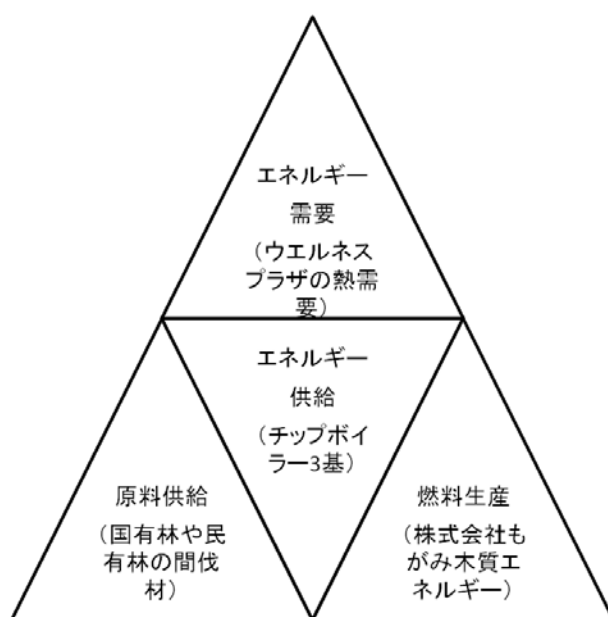 エネルギー
需要
（ウエルネス
プラザの熱需
要）
エネルギー
供給
（チップボイ
ラー3基）
原料供給
（国有林や民
有林の間伐
材）
燃料生産
（株式会社も
がみ木質エ
ネルギー）